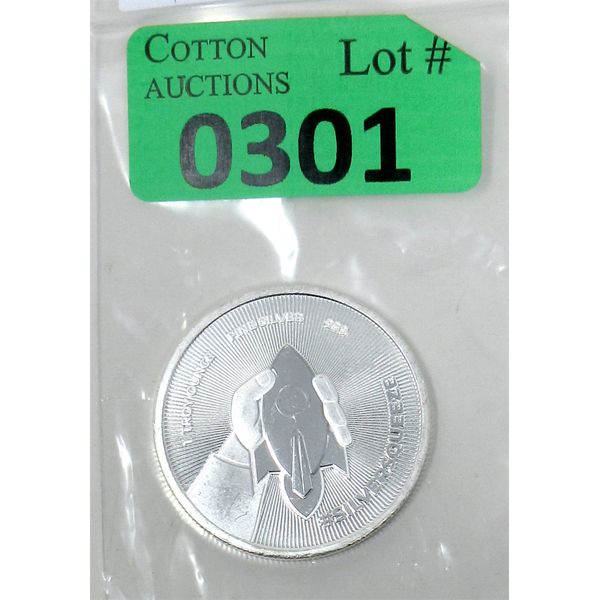 COTTON
AUCTIONS
Lot #
0301
1 TROY OUNCE FINE SILVER 999
#SILVERSQUEEZE